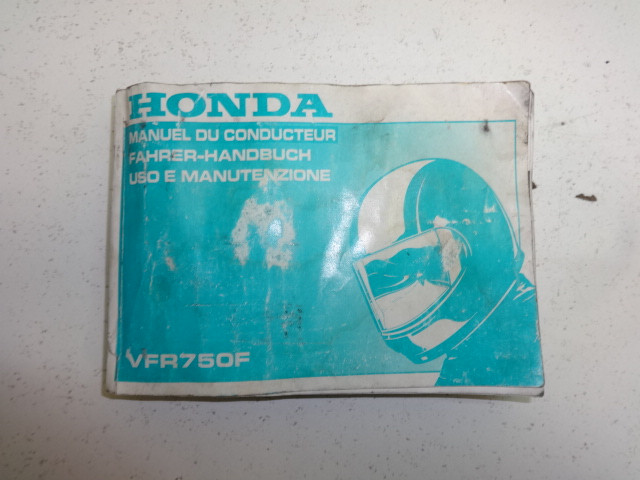 HONDA
MANUEL DU CONDUCTEUR
FAHRER-HANDBUCH
USO E MANUTENZIONE
VFR750F